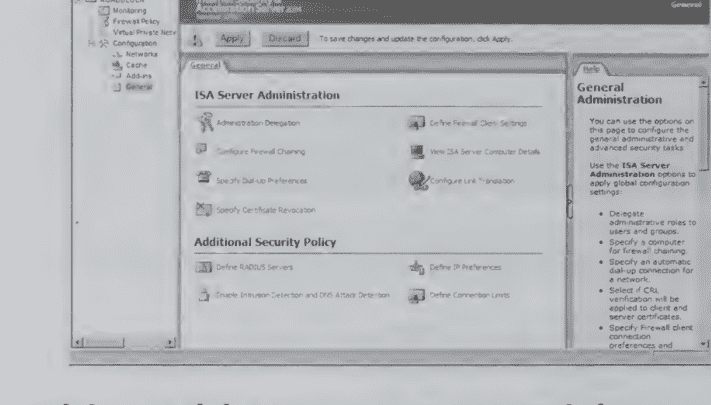 Monitoring
Firewall Policy
Virtual Private Netw
Configuration
Networks
Cache
Add-ins
General
Acceleration Server 2004
General
Apply
Discard
To save changes and update the configuration, click Apply.
General
ISA Server Administration
Administration Delegation
Define Firewall Client Settings
Configure Firewall Chaining
View ISA Server Computer Details
Specify Dial-up Preferences
Configure Link Translation
Specify Certificate Revocation
Additional Security Policy
Define RADIUS Servers
Define IP Preferences
Enable Intrusion Detection and DNS Attack Detection
Define Connection Limits
Help
General
Administration
You can use the options on
this page to configure the
general administrative and
advanced security tasks
Use the ISA Server
Administration options to
apply global configuration
settings:
• Delegate
administrative roles to
users and groups.
• Specify a computer
for firewall chaining.
• Specify an automatic
dial-up connection for
a network.
• Select if CRL
verification will be
applied to client and
server certificates.
• Specify Firewall client
connection
preferences and